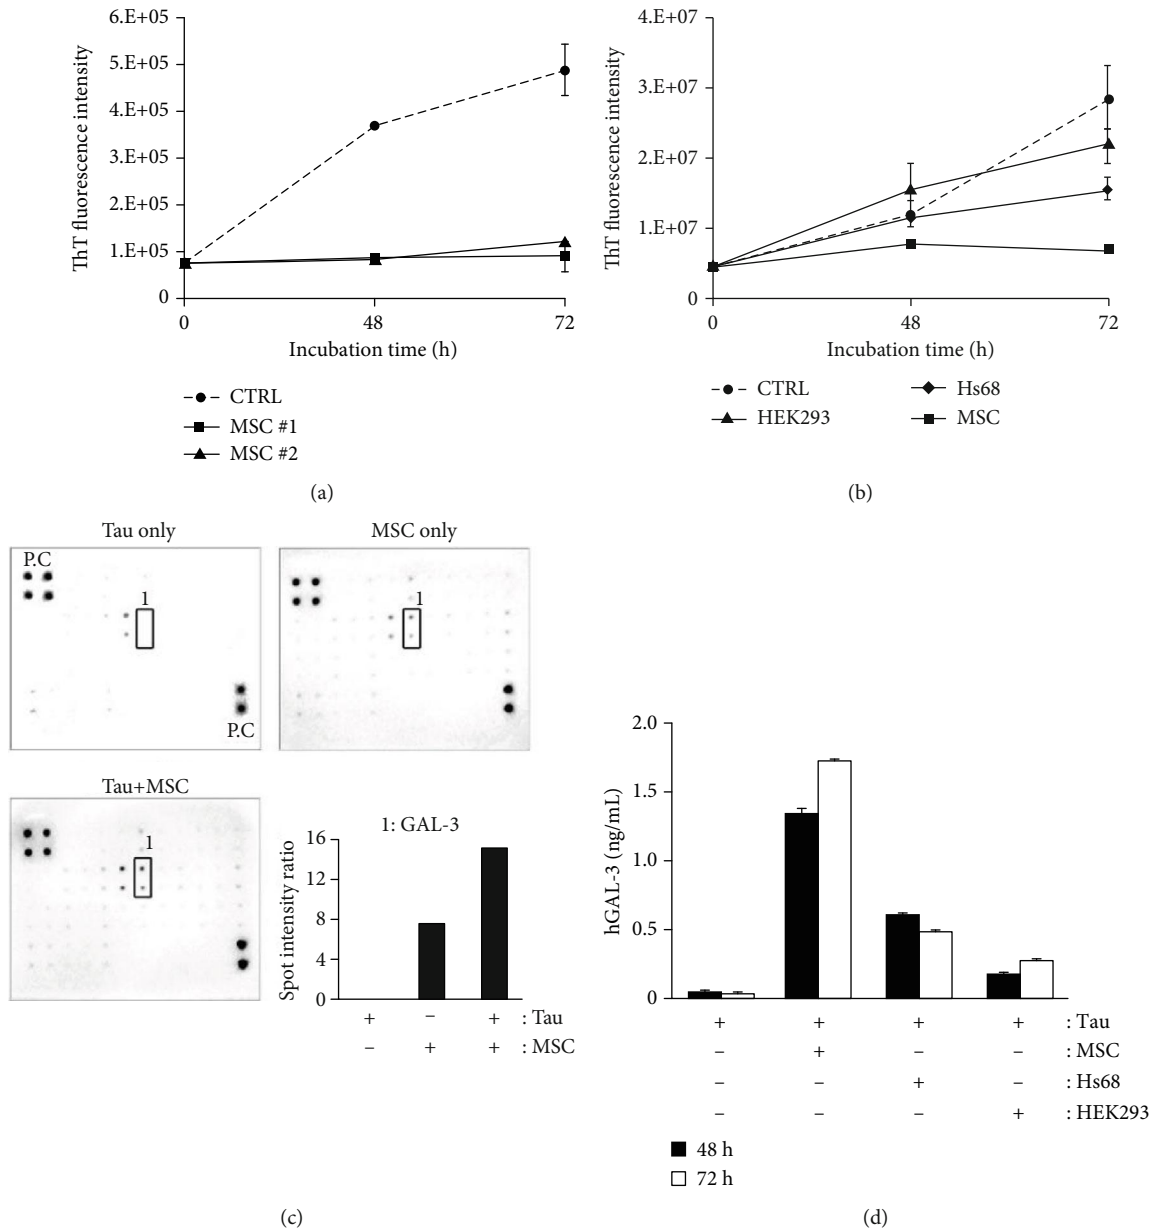 6.E+05
5.E+05
4.E+05
3.E+05
2.E+05
1.E+05
0
ThT fluorescence intensity
0 48 72
Incubation time (h)
CTRL
MSC #1
MSC #2
(a)
4.E+07
3.E+07
2.E+07
1.E+07
0
ThT fluorescence intensity
0 48 72
Incubation time (h)
CTRL Hs68
HEK293 MSC
(b)
Tau only
P.C
1
P.C
MSC only
1
Tau+MSC
1
1: GAL-3
16
12
8
4
0
Spot intensity ratio
+ – + : Tau
– + + : MSC
(c)
2.0
1.5
1.0
0.5
0
hGAL-3 (ng/mL)
+ + + + : Tau
– + – – : MSC
– – + – : Hs68
– – – + : HEK293
48 h
72 h
(d)